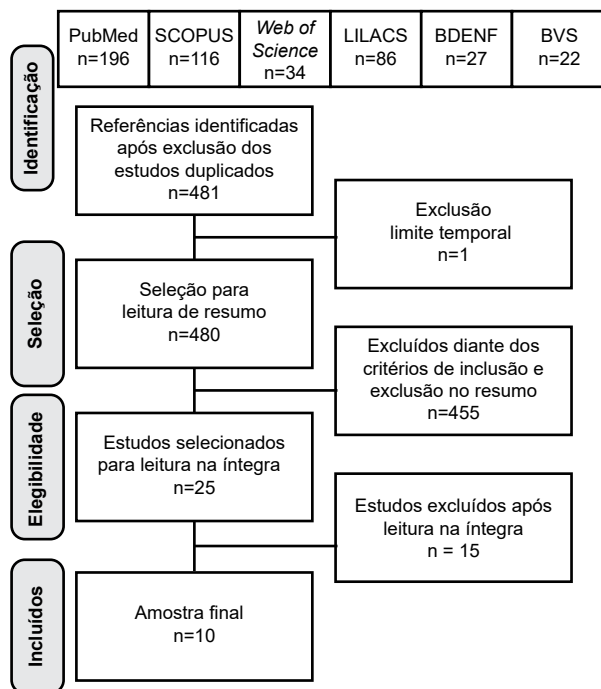 PubMed
n=196
SCOPUS
n=116
Web of
Science
n=34
LILACS
n=86
BDENF
n=27
BVS
n=22
Identificação
Referências identificadas
após exclusão dos
estudos duplicados
n=481
Exclusão
limite temporal
n=1
Seleção
Seleção para
leitura de resumo
n=480
Excluídos diante dos
critérios de inclusão e
exclusão no resumo
n=455
Elegibilidade
Estudos selecionados
para leitura na íntegra
n=25
Estudos excluídos após
leitura na íntegra
n = 15
Incluídos
Amostra final
n=10